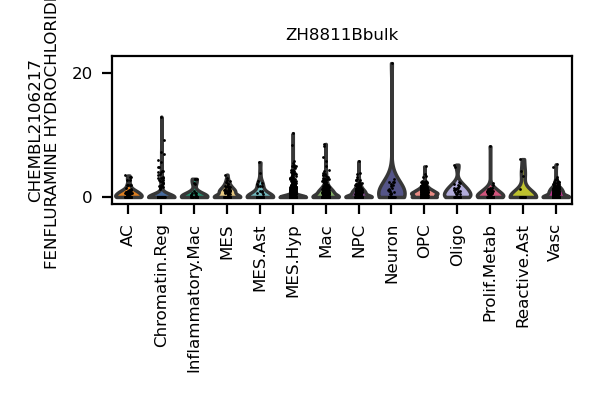 ZH8811Bbulk
CHEMBL2106217
FENFLURAMINE HYDROCHLORIDE
20
0
AC
Chromatin.Reg
Inflammatory.Mac
MES
MES.Ast
MES.Hyp
Mac
NPC
Neuron
OPC
Oligo
Prolif.Metab
Reactive.Ast
Vasc